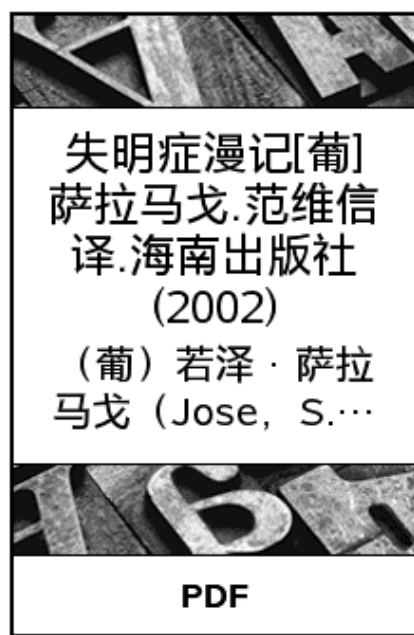 失明症漫记[葡]
萨拉马戈.范维信
译.海南出版社
(2002)
（葡）若泽 · 萨拉
马戈（Jose，S.…
PDF